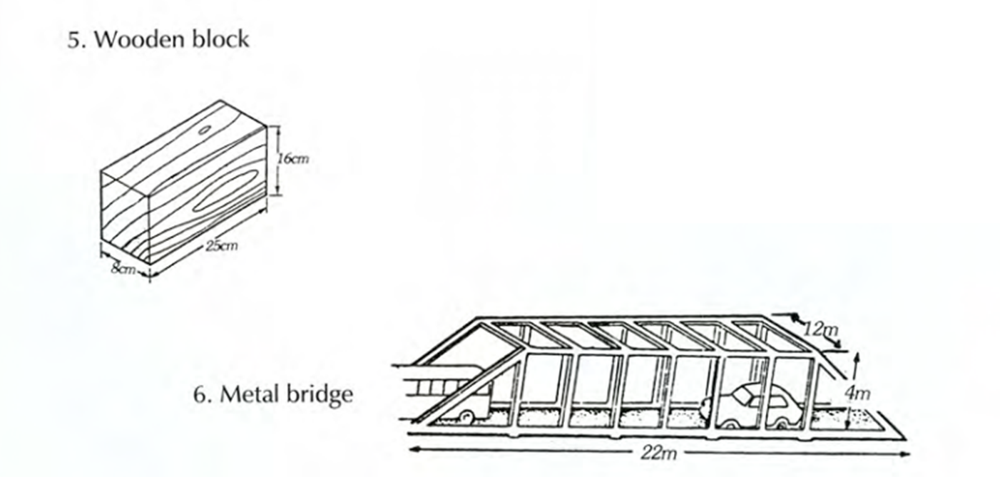 5. Wooden block
16cm
25cm
8cm
12m
4m
6. Metal bridge
22m